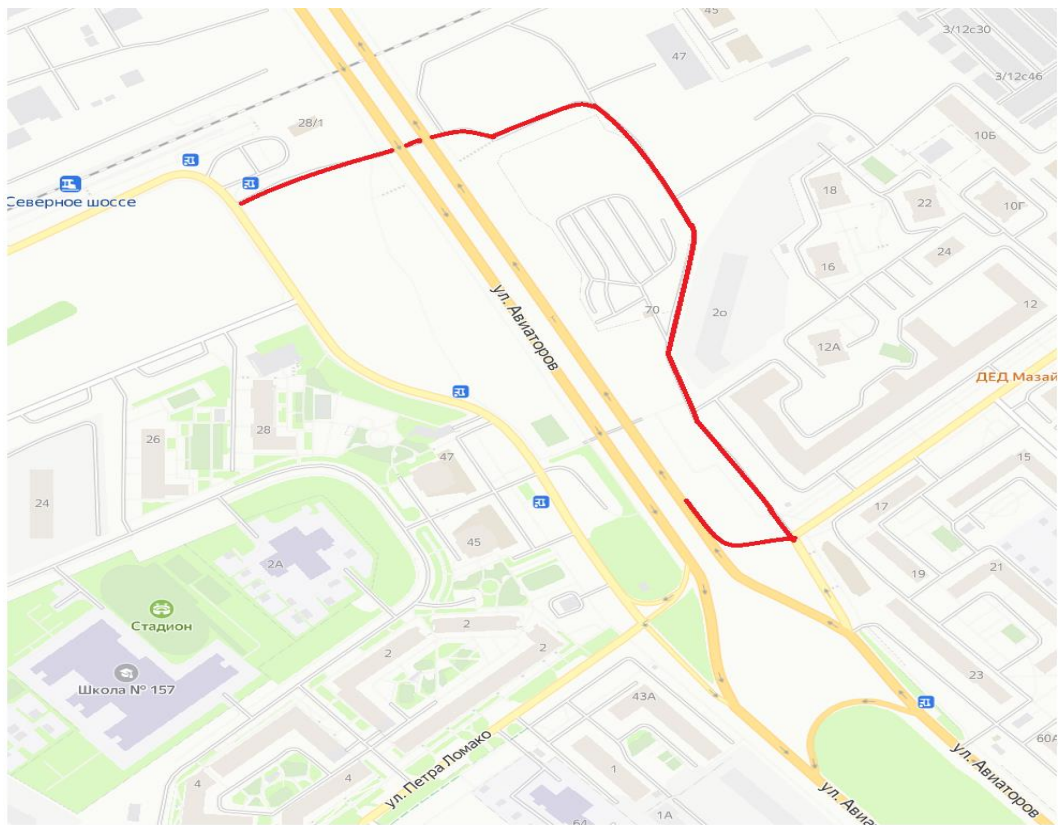 45
47
3/12с30
3/12с46
28/1
10Б
Северное шоссе
18
22
10Г
16
24
ул. Авиаторов
70
2о
12
12А
ДЕД Мазай
26
28
47
15
24
17
45
2А
19
21
Стадион
2
2
2
Школа № 157
23
43А
60А
ул. Петра Ломако
ул. Авиаторов
4
4
1
ул. Авиа
64
1А